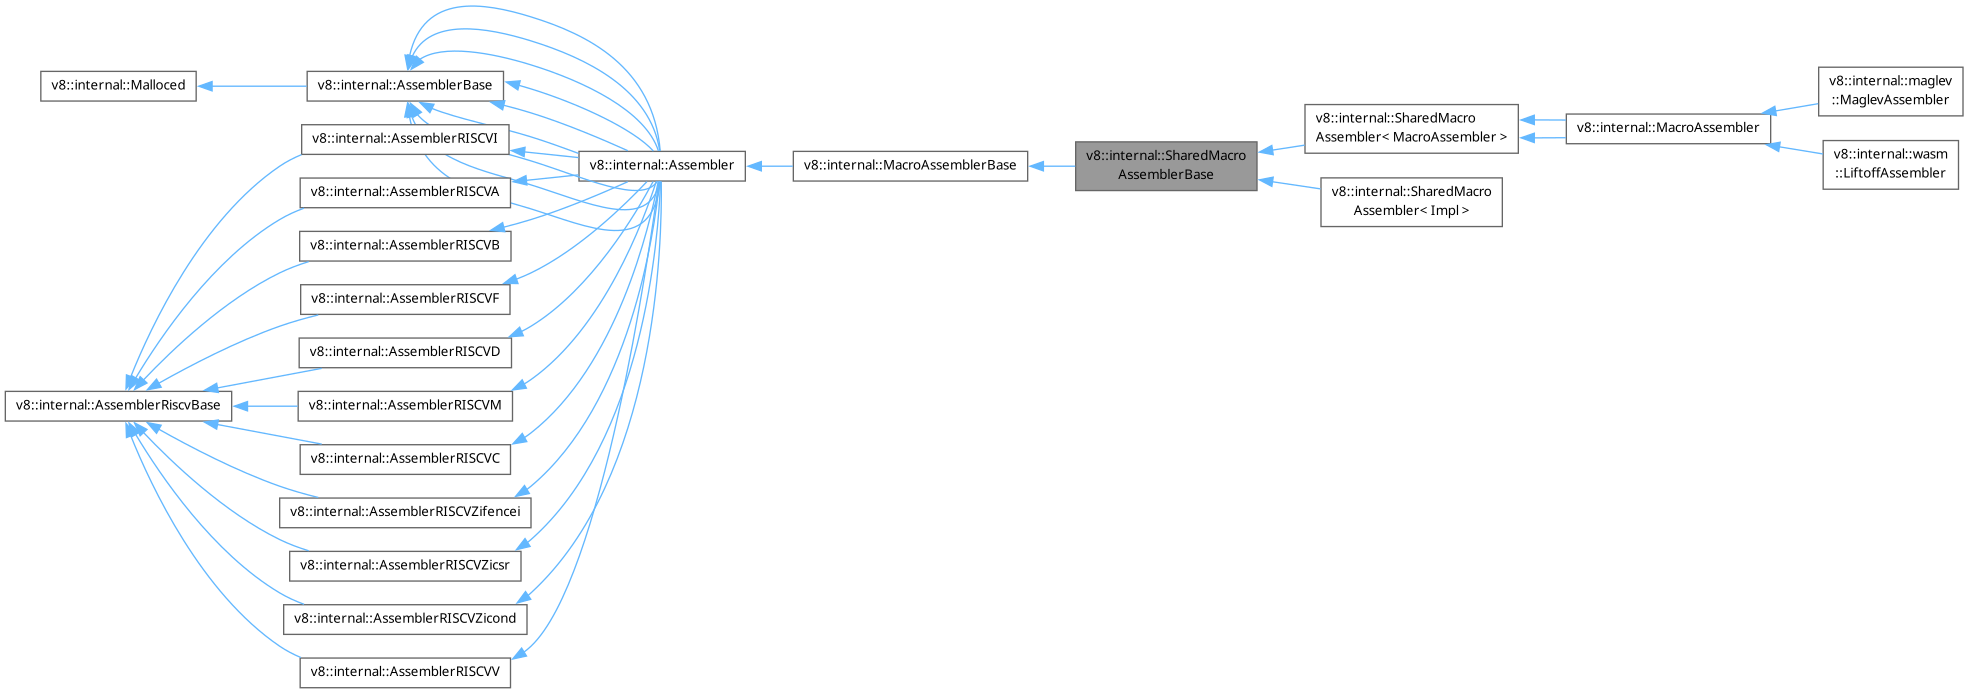 v8::internal::Malloced
v8::internal::AssemblerBase
v8::internal::AssemblerRISCVI
v8::internal::AssemblerRISCVA
v8::internal::AssemblerRISCVB
v8::internal::AssemblerRISCVF
v8::internal::AssemblerRISCVD
v8::internal::AssemblerRiscvBase
v8::internal::AssemblerRISCVM
v8::internal::AssemblerRISCVC
v8::internal::AssemblerRISCVZifencei
v8::internal::AssemblerRISCVZicsr
v8::internal::AssemblerRISCVZicond
v8::internal::AssemblerRISCVV
v8::internal::Assembler
v8::internal::MacroAssemblerBase
v8::internal::SharedMacro
AssemblerBase
v8::internal::SharedMacro
Assembler< MacroAssembler >
v8::internal::SharedMacro
Assembler< Impl >
v8::internal::MacroAssembler
v8::internal::maglev
::MaglevAssembler
v8::internal::wasm
::LiftoffAssembler